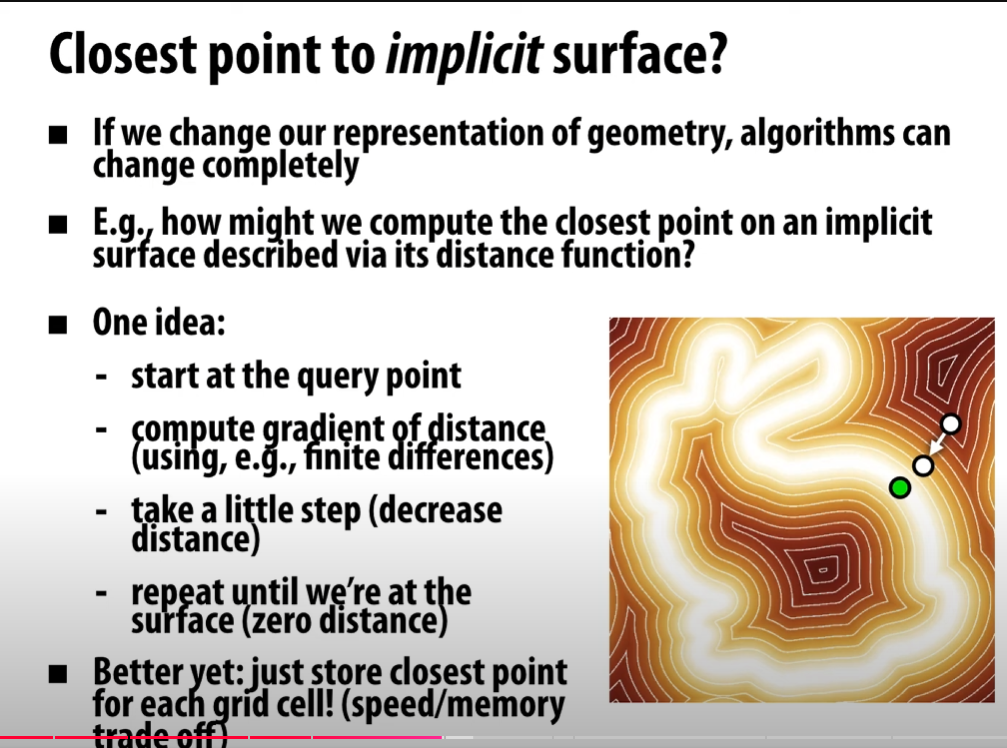 Closest point to implicit surface?
■ If we change our representation of geometry, algorithms can
change completely
■ E.g., how might we compute the closest point on an implicit
surface described via its distance function?
■ One idea:
- start at the query point
- compute gradient of distance
(using, e.g., finite differences)
- take a little step (decrease
distance)
- repeat until we're at the
surface (zero distance)
■ Better yet: just store closest point
for each grid cell! (speed/memory
trade off)